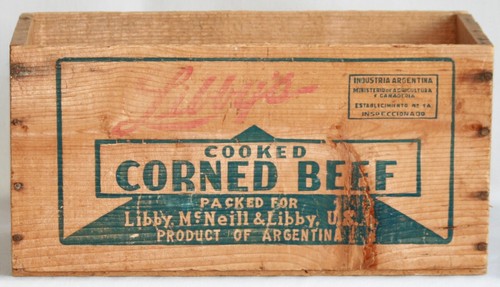 Libby's
INDUSTRIA ARGENTINA
MINISTERIO DE AGRICULTURA
Y GANADERIA
ESTABLECIMIENTO Nº 1A
INSPECCIONADO
COOKED
CORNED BEEF
PACKED FOR
Libby, McNeill & Libby, U.S.A.
PRODUCT OF ARGENTINA